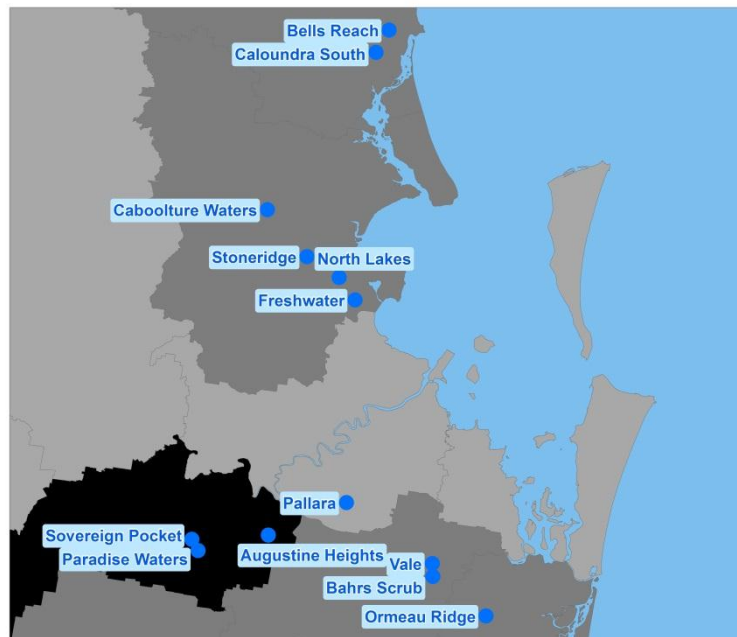 Bells Reach
Caloundra South
Caboolture Waters
Stoneridge
North Lakes
Freshwater
Pallara
Sovereign Pocket
Paradise Waters
Augustine Heights
Vale
Bahrs Scrub
Ormeau Ridge